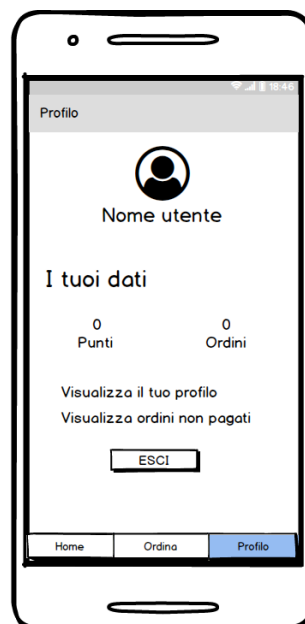 18:46
Profilo
Nome utente
I tuoi dati
0 0
Punti Ordini
Visualizza il tuo profilo
Visualizza ordini non pagati
ESCI
Home Ordina Profilo